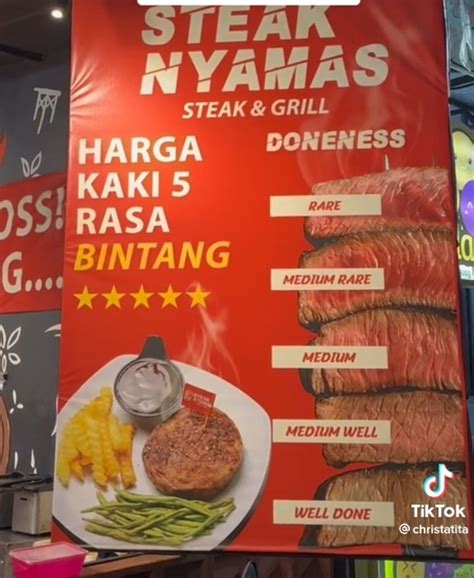 STEAK
NYAMAS
STEAK & GRILL
DONENESS
HARGA
KAKI 5
RASA
BINTANG
RARE
MEDIUM RARE
MEDIUM
MEDIUM WELL
WELL DONE
OSS!
G.....
TikTok
@christatita